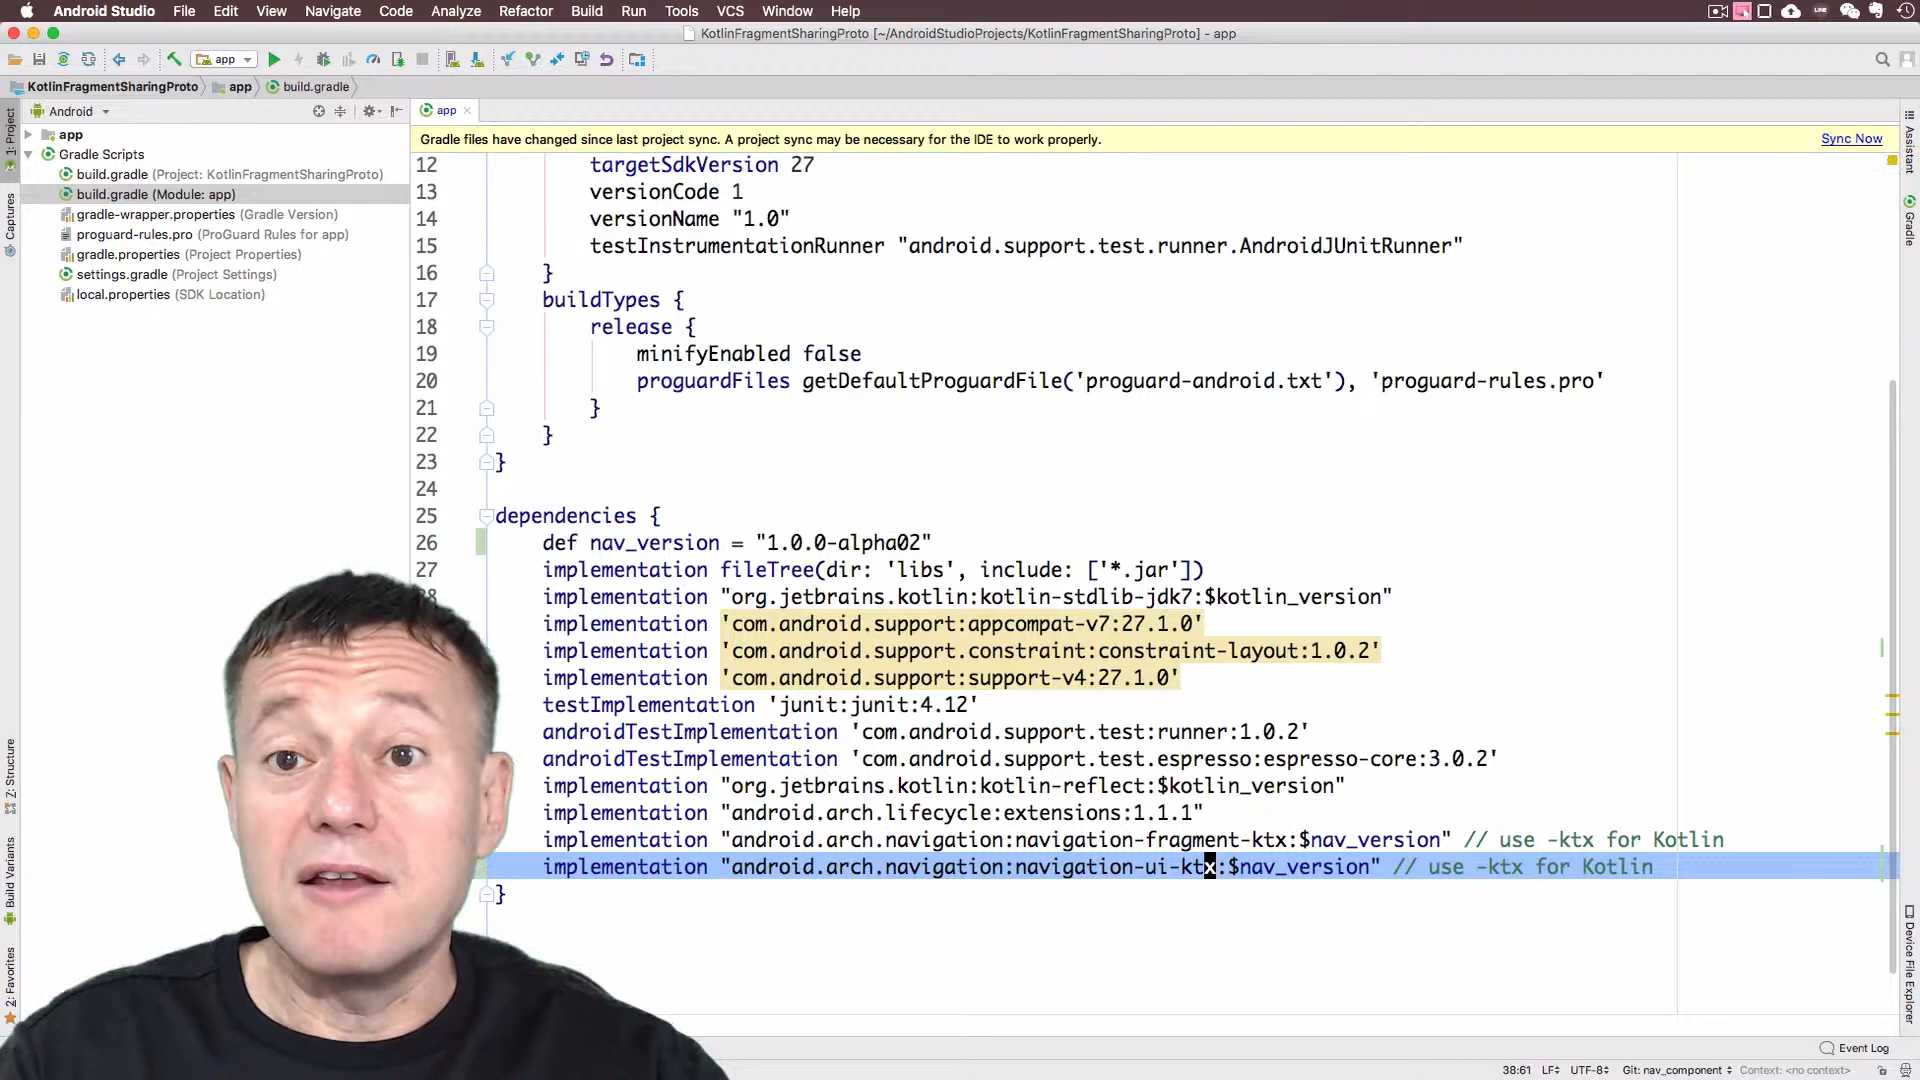 Android Studio File Edit View Navigate Code Analyze Refactor Build Run Tools VCS Window Help
KotlinFragmentSharingProto [~/AndroidStudioProjects/KotlinFragmentSharingProto] - app
app
KotlinFragmentSharingProto app build.gradle
Android
app
1: Project
Captures
Z: Structure
Build Variants
2: Favorites
app
Gradle Scripts
build.gradle (Project: KotlinFragmentSharingProto)
build.gradle (Module: app)
gradle-wrapper.properties (Gradle Version)
proguard-rules.pro (ProGuard Rules for app)
gradle.properties (Project Properties)
settings.gradle (Project Settings)
local.properties (SDK Location)
Gradle files have changed since last project sync. A project sync may be necessary for the IDE to work properly. Sync Now
12 targetSdkVersion 27
13 versionCode 1
14 versionName "1.0"
15 testInstrumentationRunner "android.support.test.runner.AndroidJUnitRunner"
16 }
17 buildTypes {
18 release {
19 minifyEnabled false
20 proguardFiles getDefaultProguardFile('proguard-android.txt'), 'proguard-rules.pro'
21 }
22 }
23 }
24
25 dependencies {
26 def nav_version = "1.0.0-alpha02"
27 implementation fileTree(dir: 'libs', include: ['*.jar'])
implementation "org.jetbrains.kotlin:kotlin-stdlib-jdk7:$kotlin_version"
implementation 'com.android.support:appcompat-v7:27.1.0'
implementation 'com.android.support.constraint:constraint-layout:1.0.2'
implementation 'com.android.support:support-v4:27.1.0'
testImplementation 'junit:junit:4.12'
androidTestImplementation 'com.android.support.test:runner:1.0.2'
androidTestImplementation 'com.android.support.test.espresso:espresso-core:3.0.2'
implementation "org.jetbrains.kotlin:kotlin-reflect:$kotlin_version"
implementation "android.arch.lifecycle:extensions:1.1.1"
implementation "android.arch.navigation:navigation-fragment-ktx:$nav_version" // use -ktx for Kotlin
implementation "android.arch.navigation:navigation-ui-ktx:$nav_version" // use -ktx for Kotlin
}
Assistant
Gradle
Device File Explorer
Event Log
38:61 LF UTF-8 Git: nav_component Context: <no context>